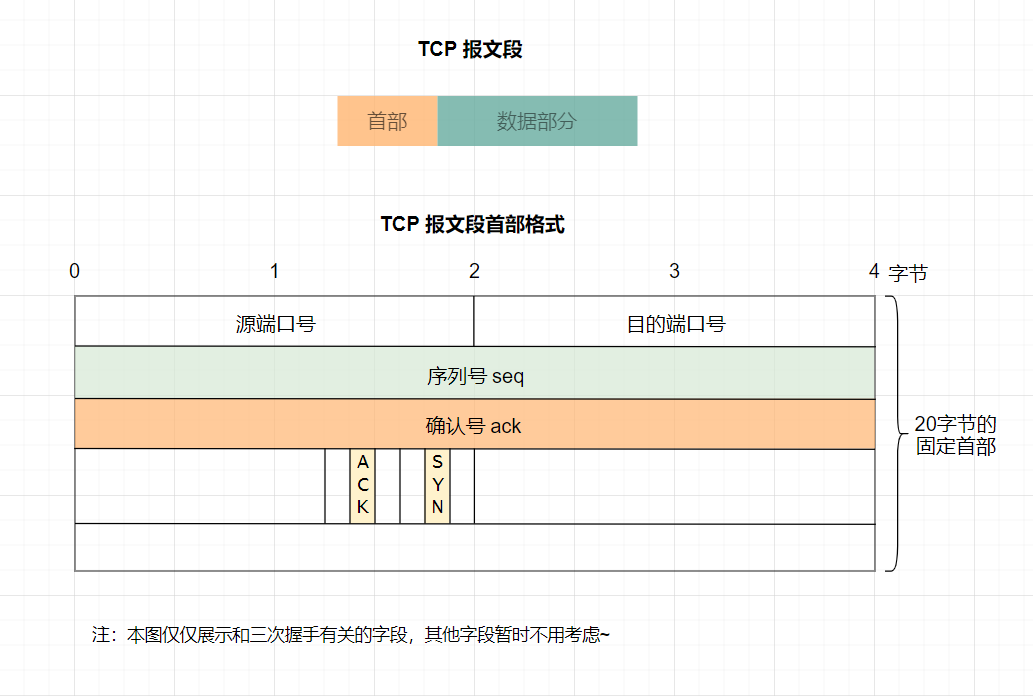 TCP 报文段
首部 数据部分
TCP 报文段首部格式
0 1 2 3 4 字节
源端口号 目的端口号
序列号 seq
确认号 ack
20字节的
固定首部
ACK SYN
注：本图仅仅展示和三次握手有关的字段，其他字段暂时不用考虑~